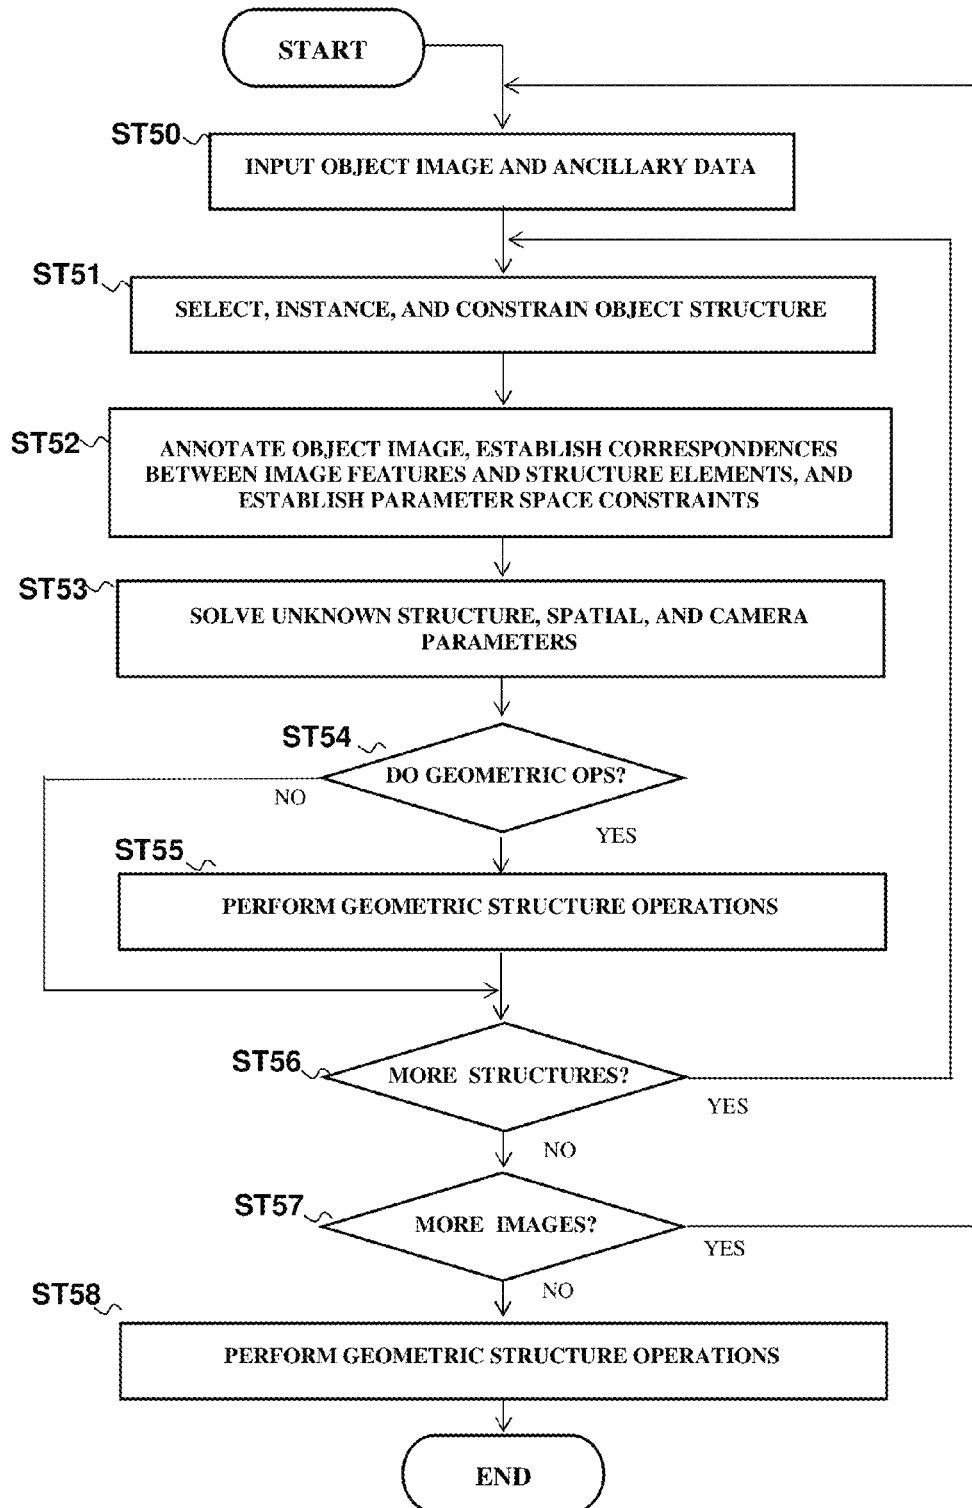 START
ST50
INPUT OBJECT IMAGE AND ANCILLARY DATA
ST51
SELECT, INSTANCE, AND CONSTRAIN OBJECT STRUCTURE
ST52
ANNOTATE OBJECT IMAGE, ESTABLISH CORRESPONDENCES
BETWEEN IMAGE FEATURES AND STRUCTURE ELEMENTS, AND
ESTABLISH PARAMETER SPACE CONSTRAINTS
ST53
SOLVE UNKNOWN STRUCTURE, SPATIAL, AND CAMERA
PARAMETERS
ST54
DO GEOMETRIC OPS?
NO
YES
ST55
PERFORM GEOMETRIC STRUCTURE OPERATIONS
ST56
MORE STRUCTURES?
YES
NO
ST57
MORE IMAGES?
YES
NO
ST58
PERFORM GEOMETRIC STRUCTURE OPERATIONS
END